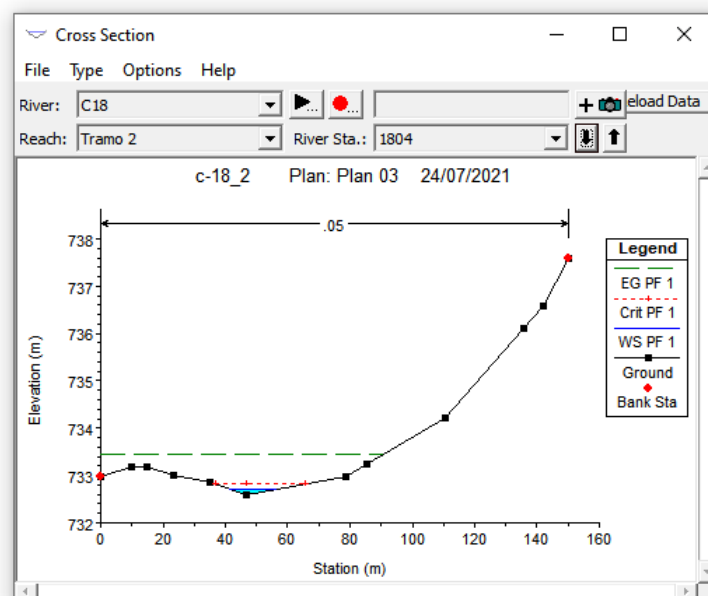 Cross Section
File Type Options Help
River: C18 ... ... + eload Data
Reach: Tramo 2 River Sta.: 1804
c-18_2 Plan: Plan 03 24/07/2021
.05
Legend
EG PF 1
Crit PF 1
WS PF 1
Ground
Bank Sta
738
737
736
735
734
733
732
Elevation (m)
0 20 40 60 80 100 120 140 160
Station (m)